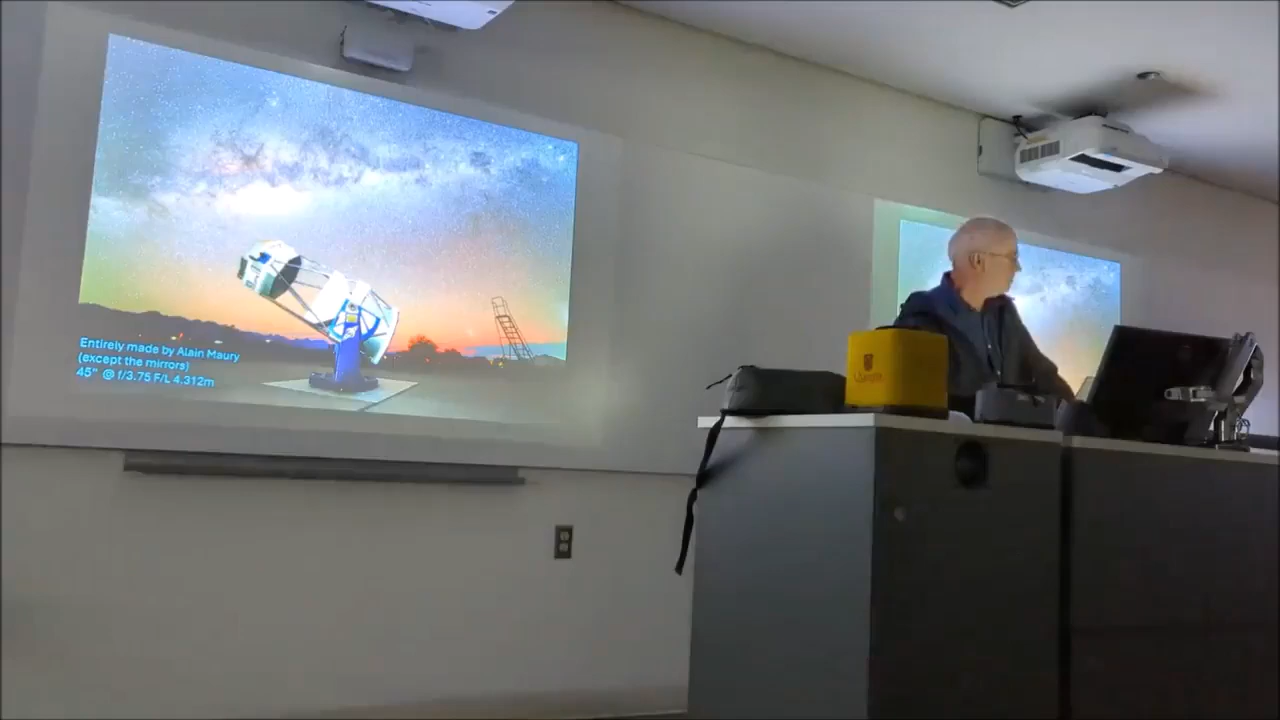 Entirely made by Alain Maury
(except the mirrors)
45" @ f/3.75 F/L 4.312m